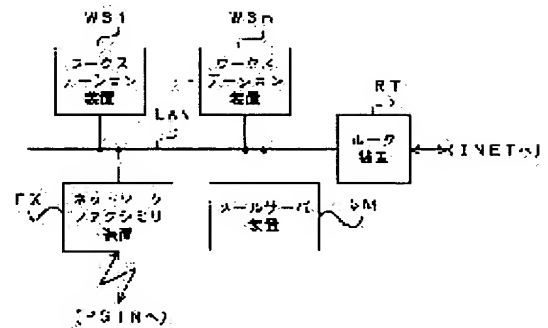 WS1
WSn
ワークス
テーション
装置
ワークス
テーション
装置
RT
LAN
ルータ
装置
(INETへ)
FX
ネットワーク
ファクシミリ
装置
メールサーバ
装置
SM
(PSTNへ)